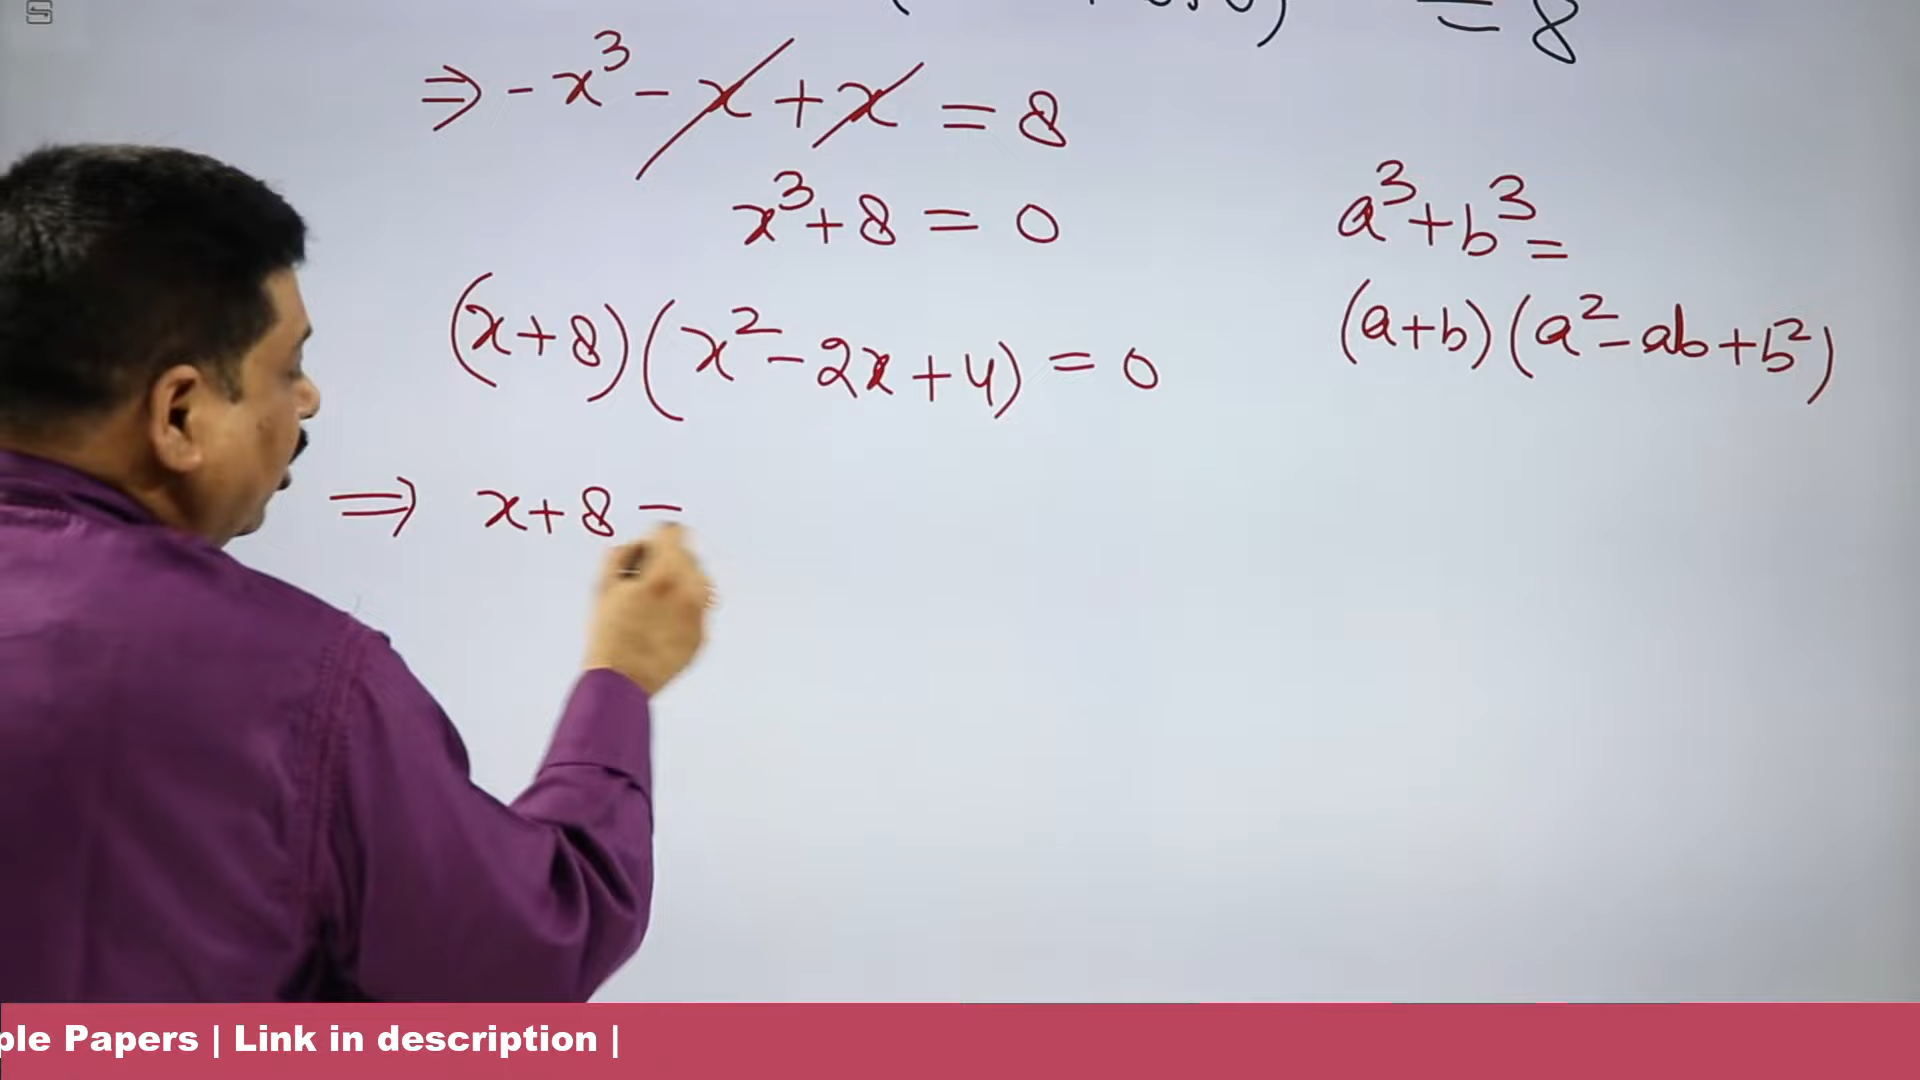 = 8
⇒ -x³ - x + x = 8
x³ + 8 = 0
(x+8)(x² - 2x + 4) = 0
⇒ x+8 =
a³ + b³ =
(a+b)(a² - ab + b²)
ple Papers | Link in description |